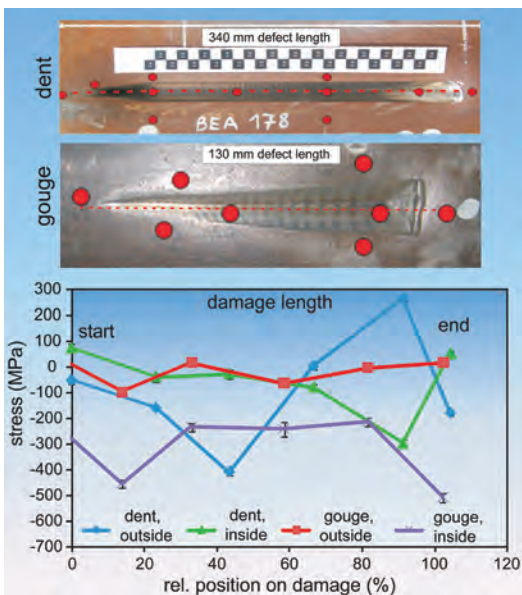 340 mm defect length
dent
BEA 178
130 mm defect length
gouge
damage length
start
end
stress (MPa)
300
200
100
0
-100
-200
-300
-400
-500
-600
-700
dent, outside
dent, inside
gouge, outside
gouge, inside
0
20
40
60
80
100
120
rel. position on damage (%)